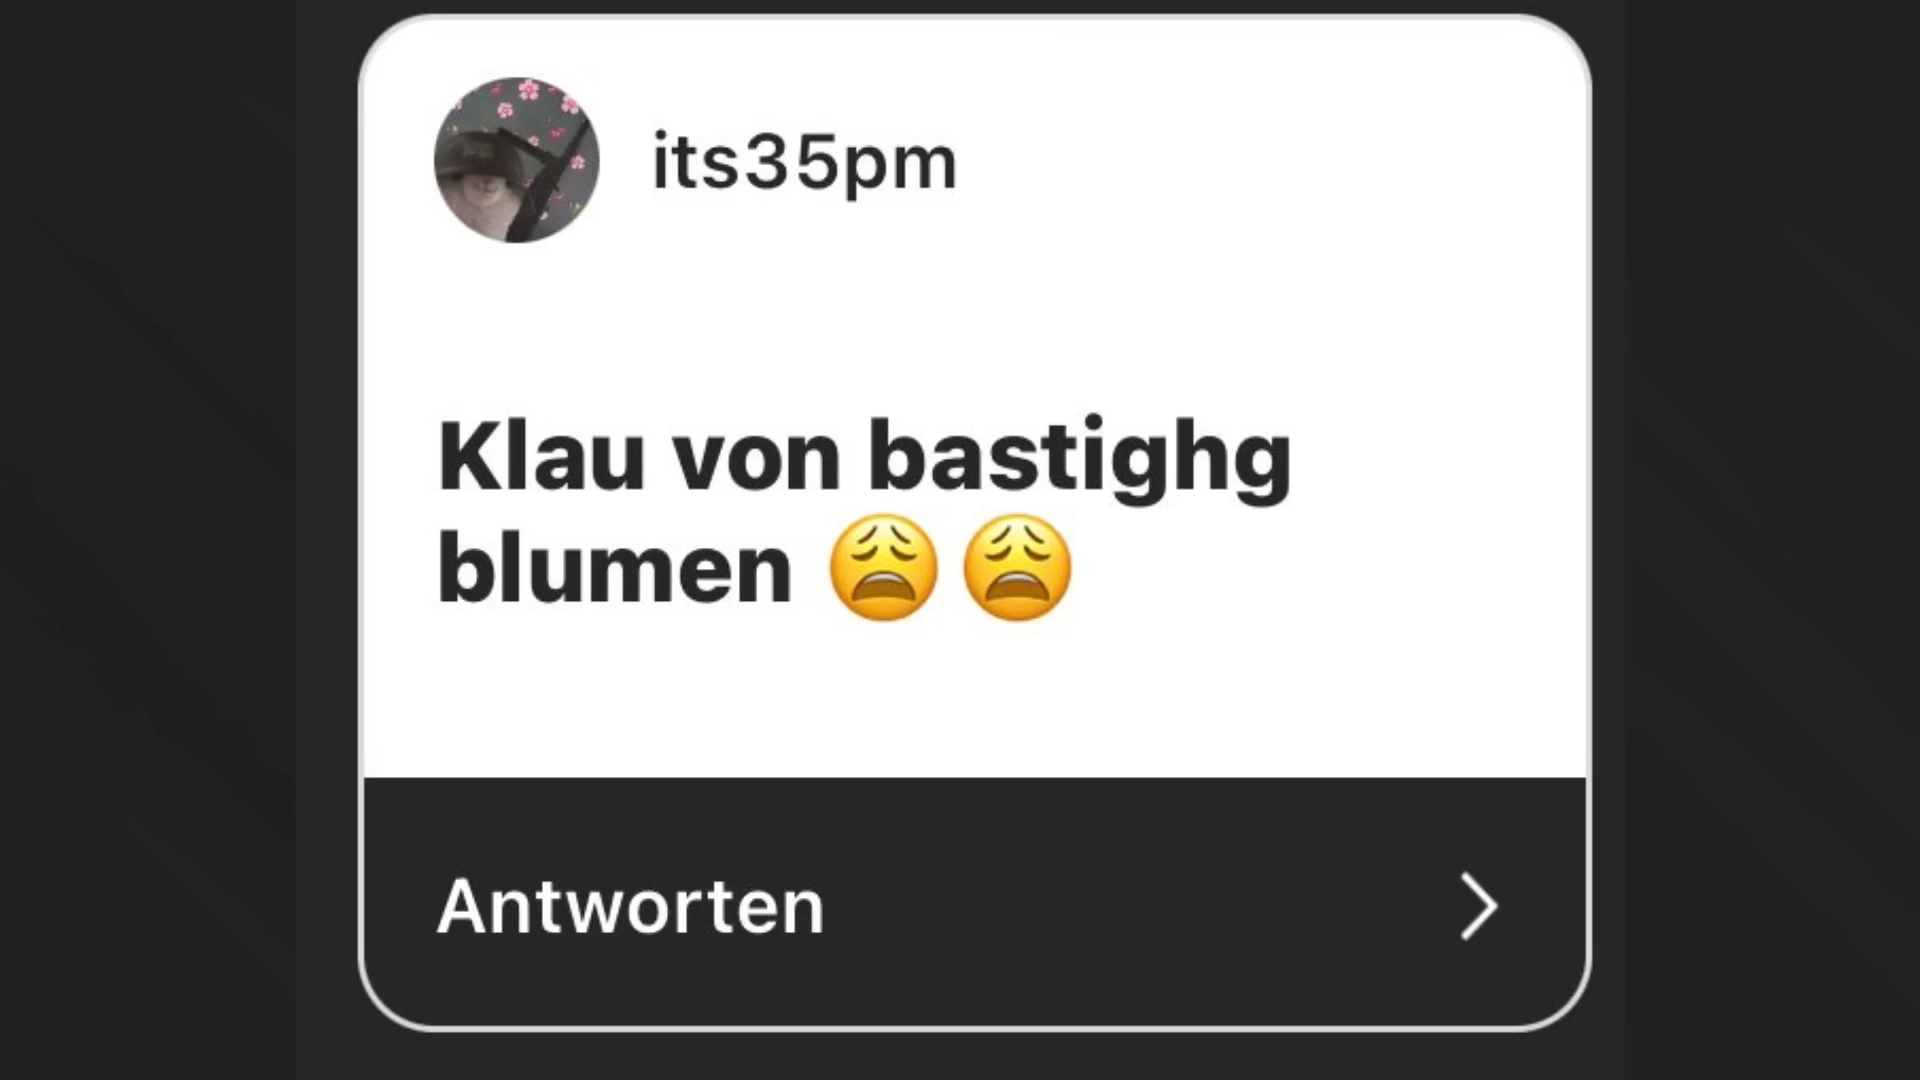 its35pm
Klau von bastighg
blumen 😩😩
Antworten